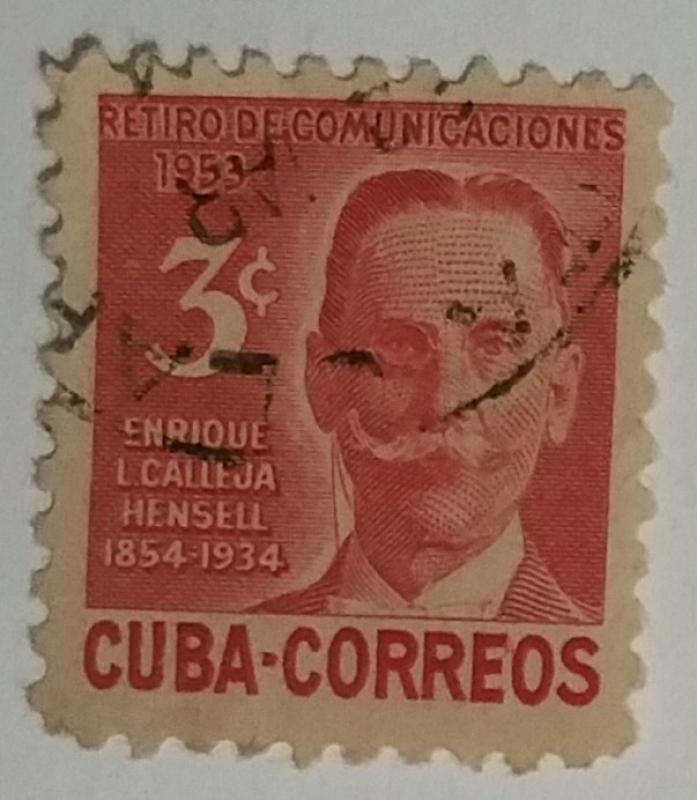 RETIRO DE COMUNICACIONES
1953
3¢
ENRIQUE
L.CALLEJA
HENSELL
1854-1934
CUBA-CORREOS